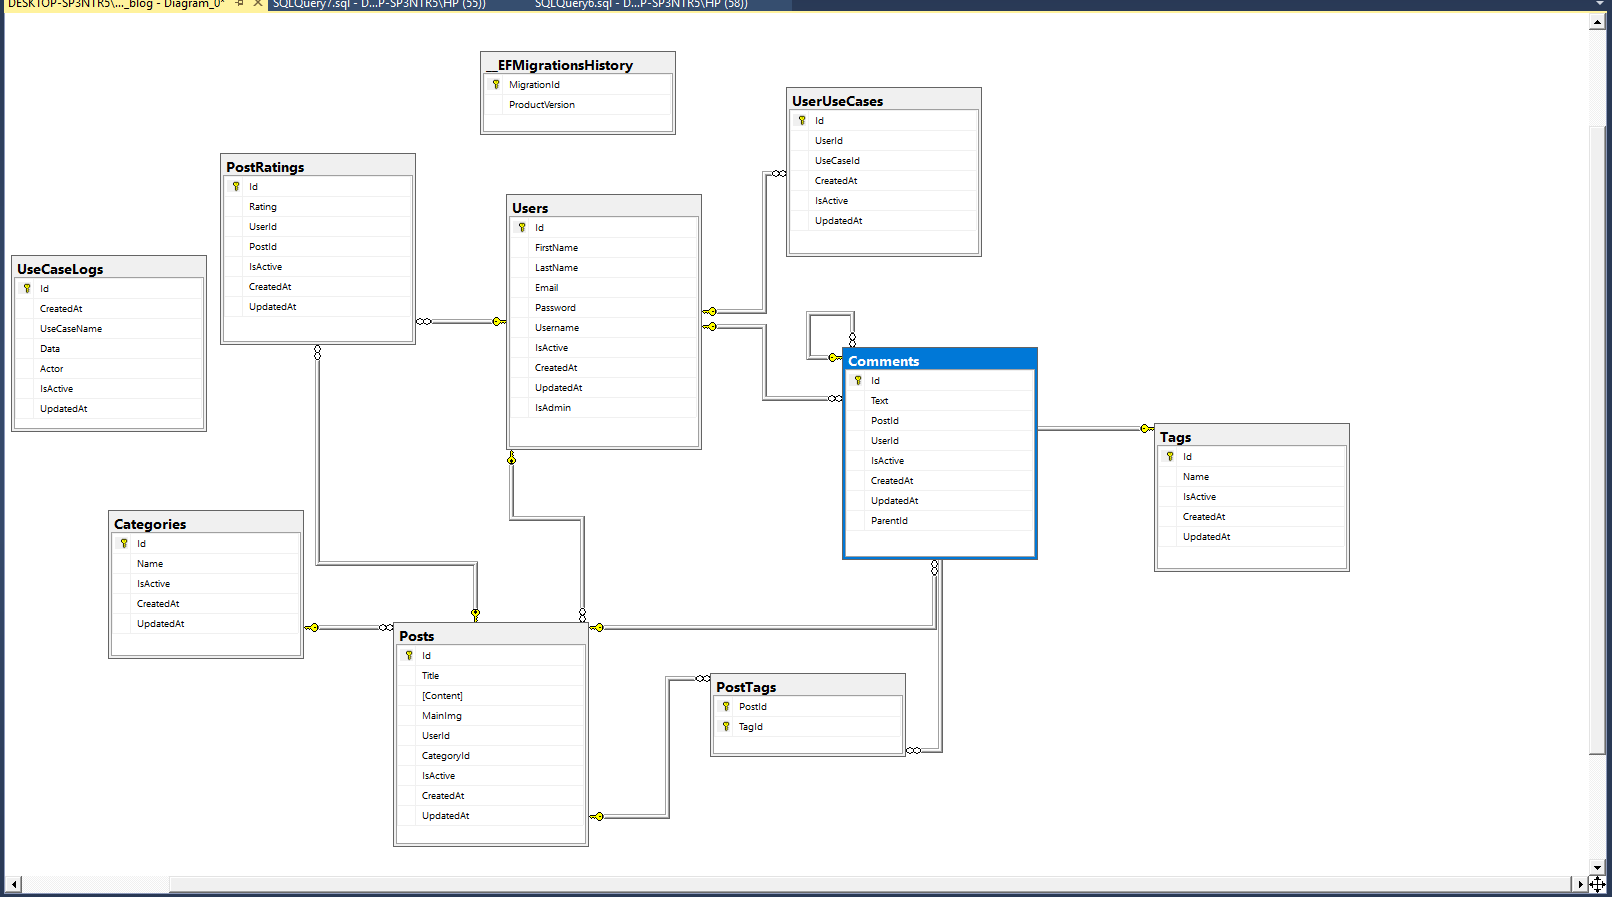 DESKTOP-SP3NTR5\..._blog - Diagram_0*
SQLQuery7.sql - D...P-SP3NTR5\HP (55))
SQLQuery6.sql - D...P-SP3NTR5\HP (58))
__EFMigrationsHistory
MigrationId
ProductVersion
UserUseCases
Id
UserId
UseCaseId
CreatedAt
IsActive
UpdatedAt
PostRatings
Id
Rating
UserId
PostId
IsActive
CreatedAt
UpdatedAt
Users
Id
FirstName
LastName
Email
Password
Username
IsActive
CreatedAt
UpdatedAt
IsAdmin
UseCaseLogs
Id
CreatedAt
UseCaseName
Data
Actor
IsActive
UpdatedAt
Comments
Id
Text
PostId
UserId
IsActive
CreatedAt
UpdatedAt
ParentId
Tags
Id
Name
IsActive
CreatedAt
UpdatedAt
Categories
Id
Name
IsActive
CreatedAt
UpdatedAt
Posts
Id
Title
[Content]
MainImg
UserId
CategoryId
IsActive
CreatedAt
UpdatedAt
PostTags
PostId
TagId